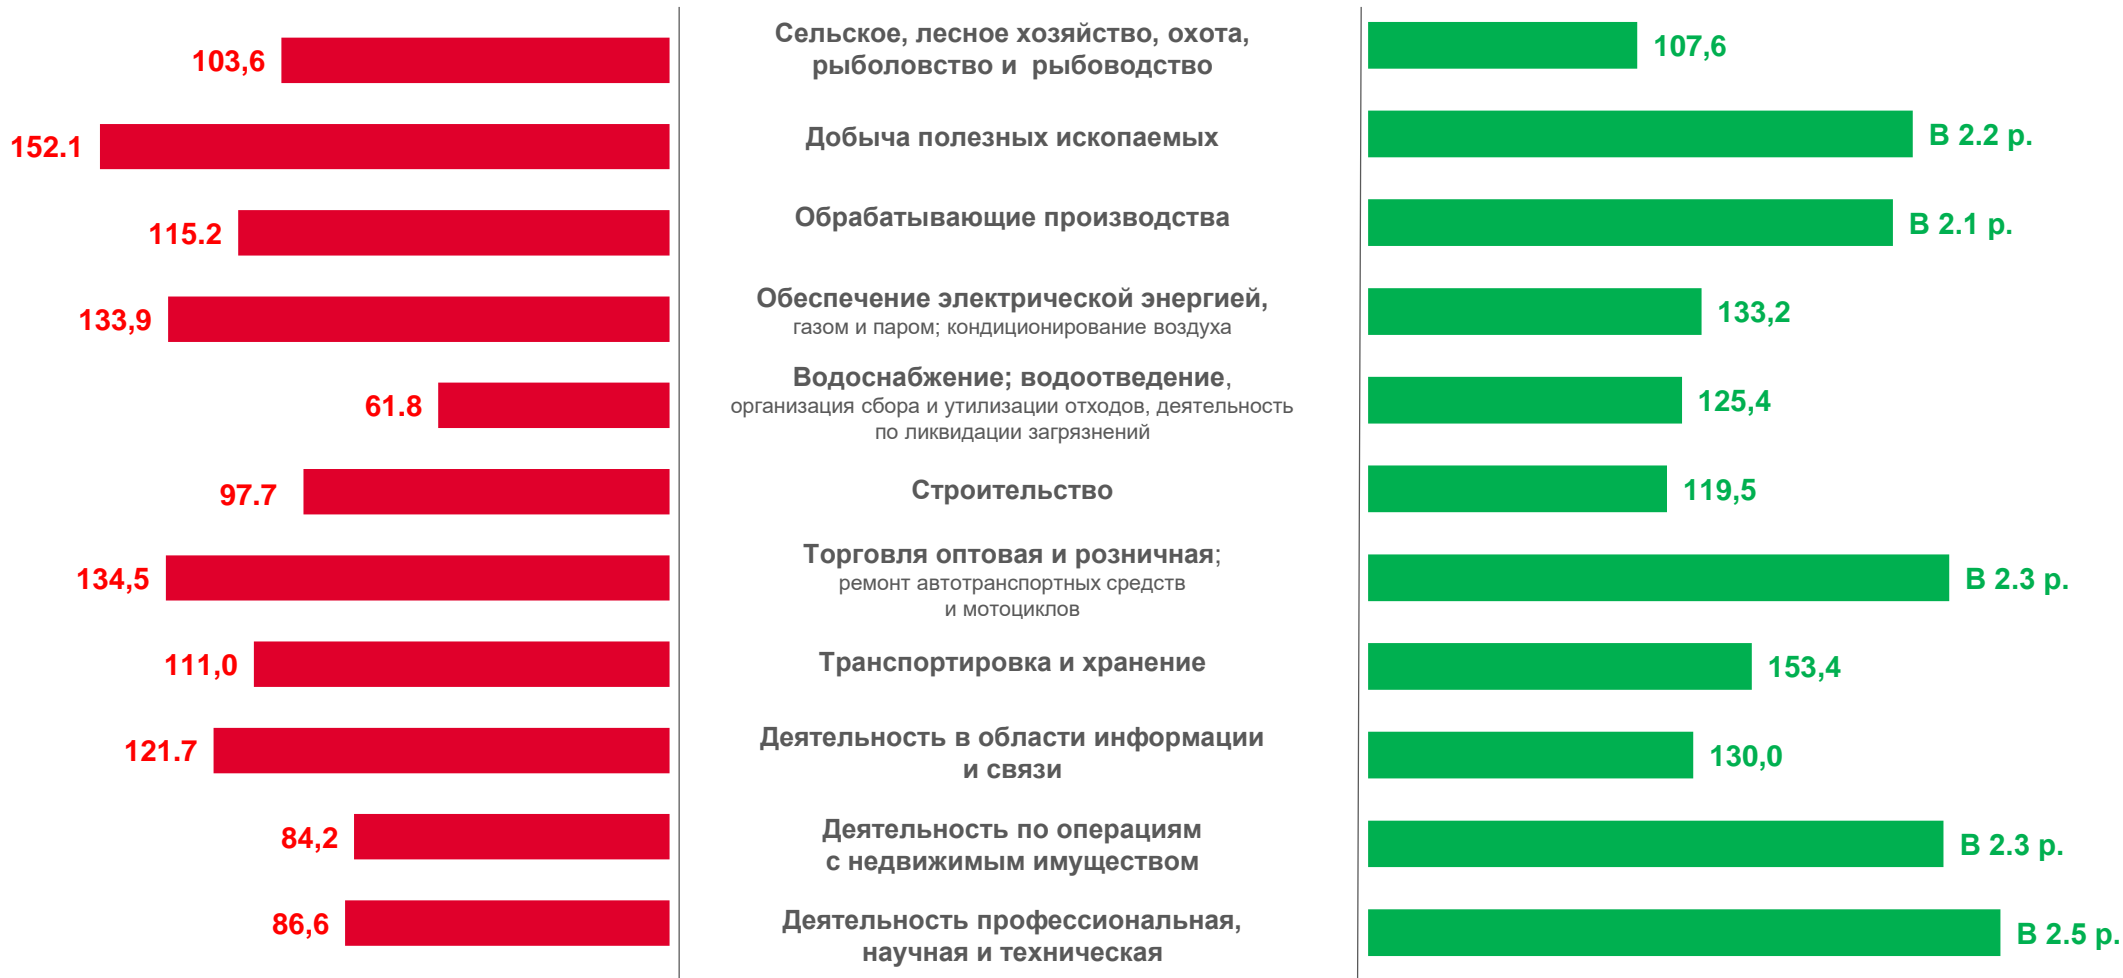 103,6
Сельское, лесное хозяйство, охота,
рыболовство и рыбоводство
107,6
152.1
Добыча полезных ископаемых
В 2.2 р.
115.2
Обрабатывающие производства
В 2.1 р.
133,9
Обеспечение электрической энергией,
газом и паром; кондиционирование воздуха
133,2
61.8
Водоснабжение; водоотведение,
организация сбора и утилизации отходов, деятельность
по ликвидации загрязнений
125,4
97.7
Строительство
119,5
134,5
Торговля оптовая и розничная;
ремонт автотранспортных средств
и мотоциклов
В 2.3 р.
111,0
Транспортировка и хранение
153,4
121.7
Деятельность в области информации
и связи
130,0
84,2
Деятельность по операциям
с недвижимым имуществом
В 2.3 р.
86,6
Деятельность профессиональная,
научная и техническая
В 2.5 р.